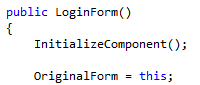 public LoginForm()
{
InitializeComponent();
OriginalForm = this;